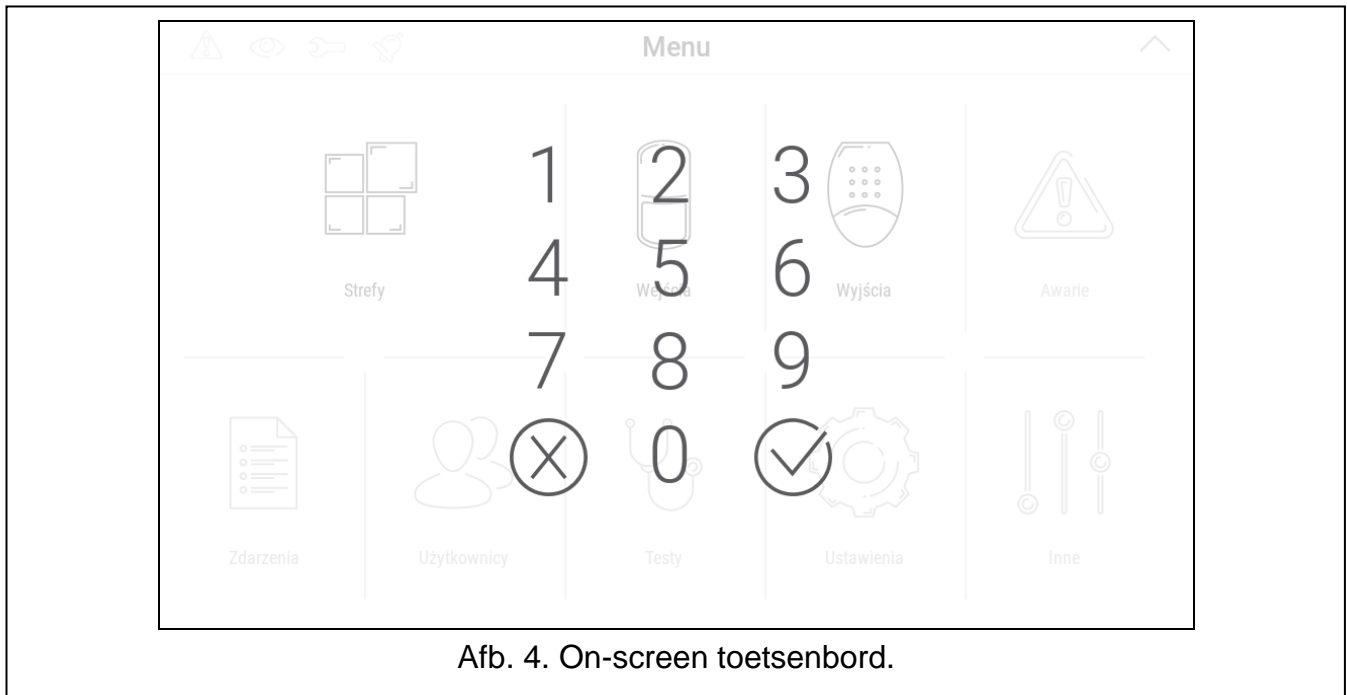 Menu
1 2 3
4 5 6
Strefy Wejścia Wyjścia Awarie
7 8 9
0
Zdarzenia Użytkownicy Testy Ustawienia Inne
Afb. 4. On-screen toetsenbord.